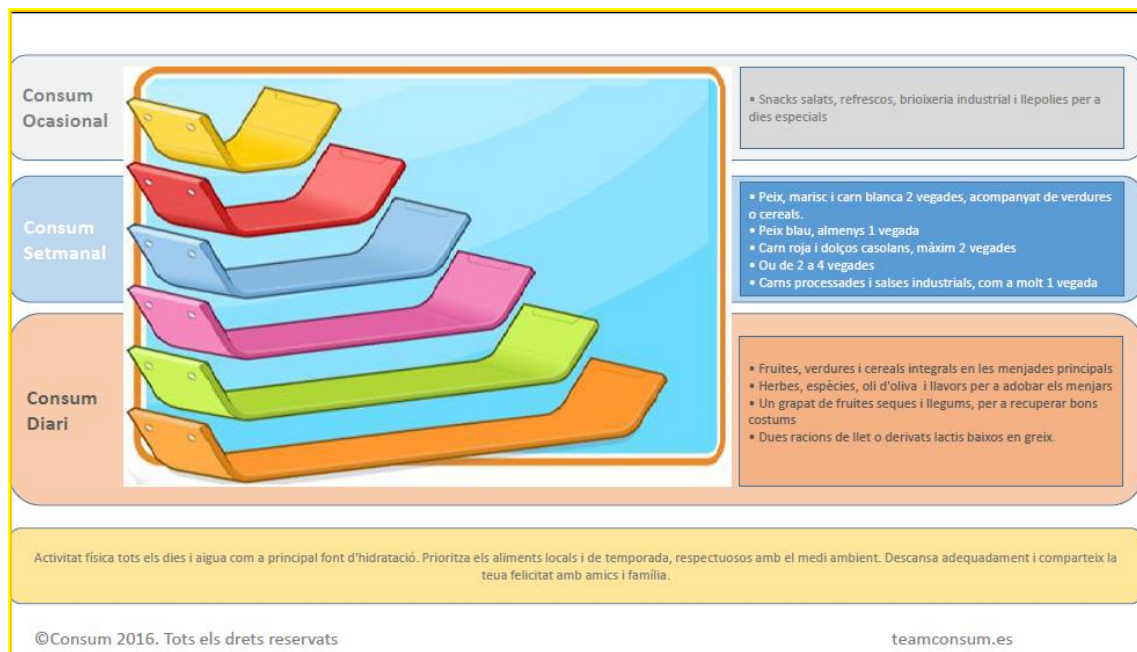 Consum
Ocasional
• Snacks salats, refrescos, brioixeria industrial i llepolies per a
dies especials
Consum
Setmanal
• Peix, marisc i carn blanca 2 vegades, acompanyat de verdures
o cereals.
• Peix blau, almenys 1 vegada
• Carn roja i dolços casolans, màxim 2 vegades
• Ou de 2 a 4 vegades
• Carns processades i salses industrials, com a molt 1 vegada
Consum
Diari
• Fruites, verdures i cereals integrals en les menjades principals
• Herbes, espècies, oli d'oliva i llavors per a adobar els menjars
• Un grapat de fruites seques i llegums, per a recuperar bons
costums
• Dues racions de llet o derivats lactis baixos en greix.
Activitat física tots els dies i aigua com a principal font d'hidratació. Prioritza els aliments locals i de temporada, respectuosos amb el medi ambient. Descansa adequadament i comparteix la
teua felicitat amb amics i família.
©Consum 2016. Tots els drets reservats
teamconsum.es